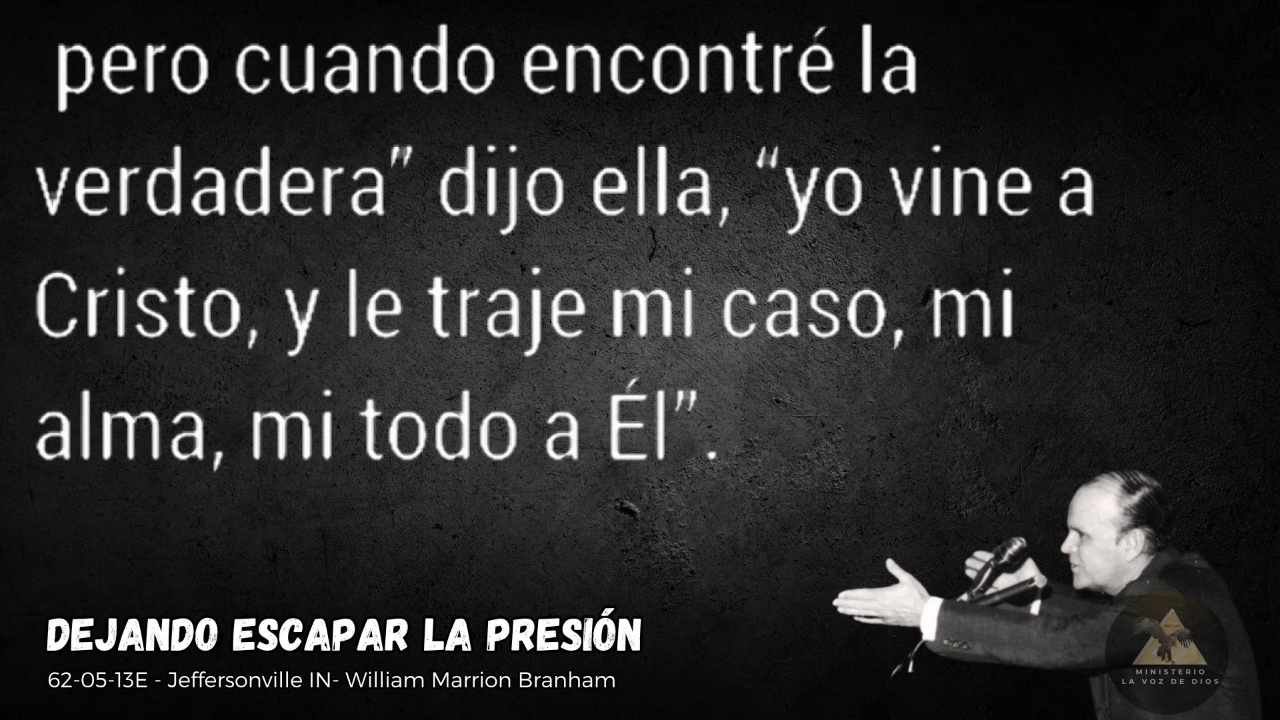 pero cuando encontré la
verdadera” dijo ella, “yo vine a
Cristo, y le traje mi caso, mi
alma, mi todo a Él”.
DEJANDO ESCAPAR LA PRESIÓN
62-05-13E - Jeffersonville IN- William Marrion Branham
MINISTERIO
LA VOZ DE DIOS